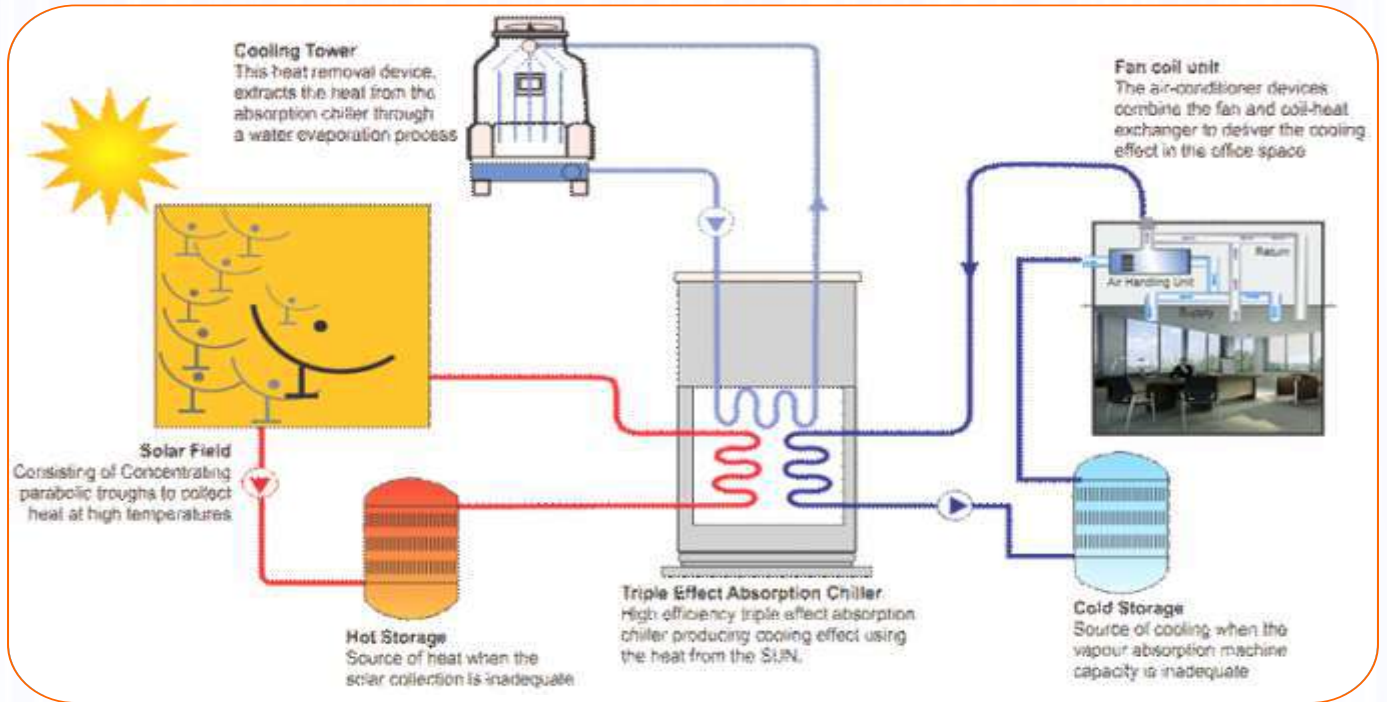 Cooling Tower
This heat removal device,
extracts the heat from the
absorption chiller through
a water evaporation process
Fan coil unit
The air-conditioner devices
combine the fan and coil-heat
exchanger to deliver the cooling
effect in the office space
Return
Air Handling Unit
Supply
Solar Field
Consisting of Concentrating
parabolic troughs to collect
heat at high temperatures
Hot Storage
Source of heat when the
solar collection is inadequate
Triple Effect Absorption Chiller
High efficiency triple effect absorption
chiller producing cooling effect using
the heat from the SUN.
Cold Storage
Source of cooling when the
vapour absorption machine
capacity is inadequate